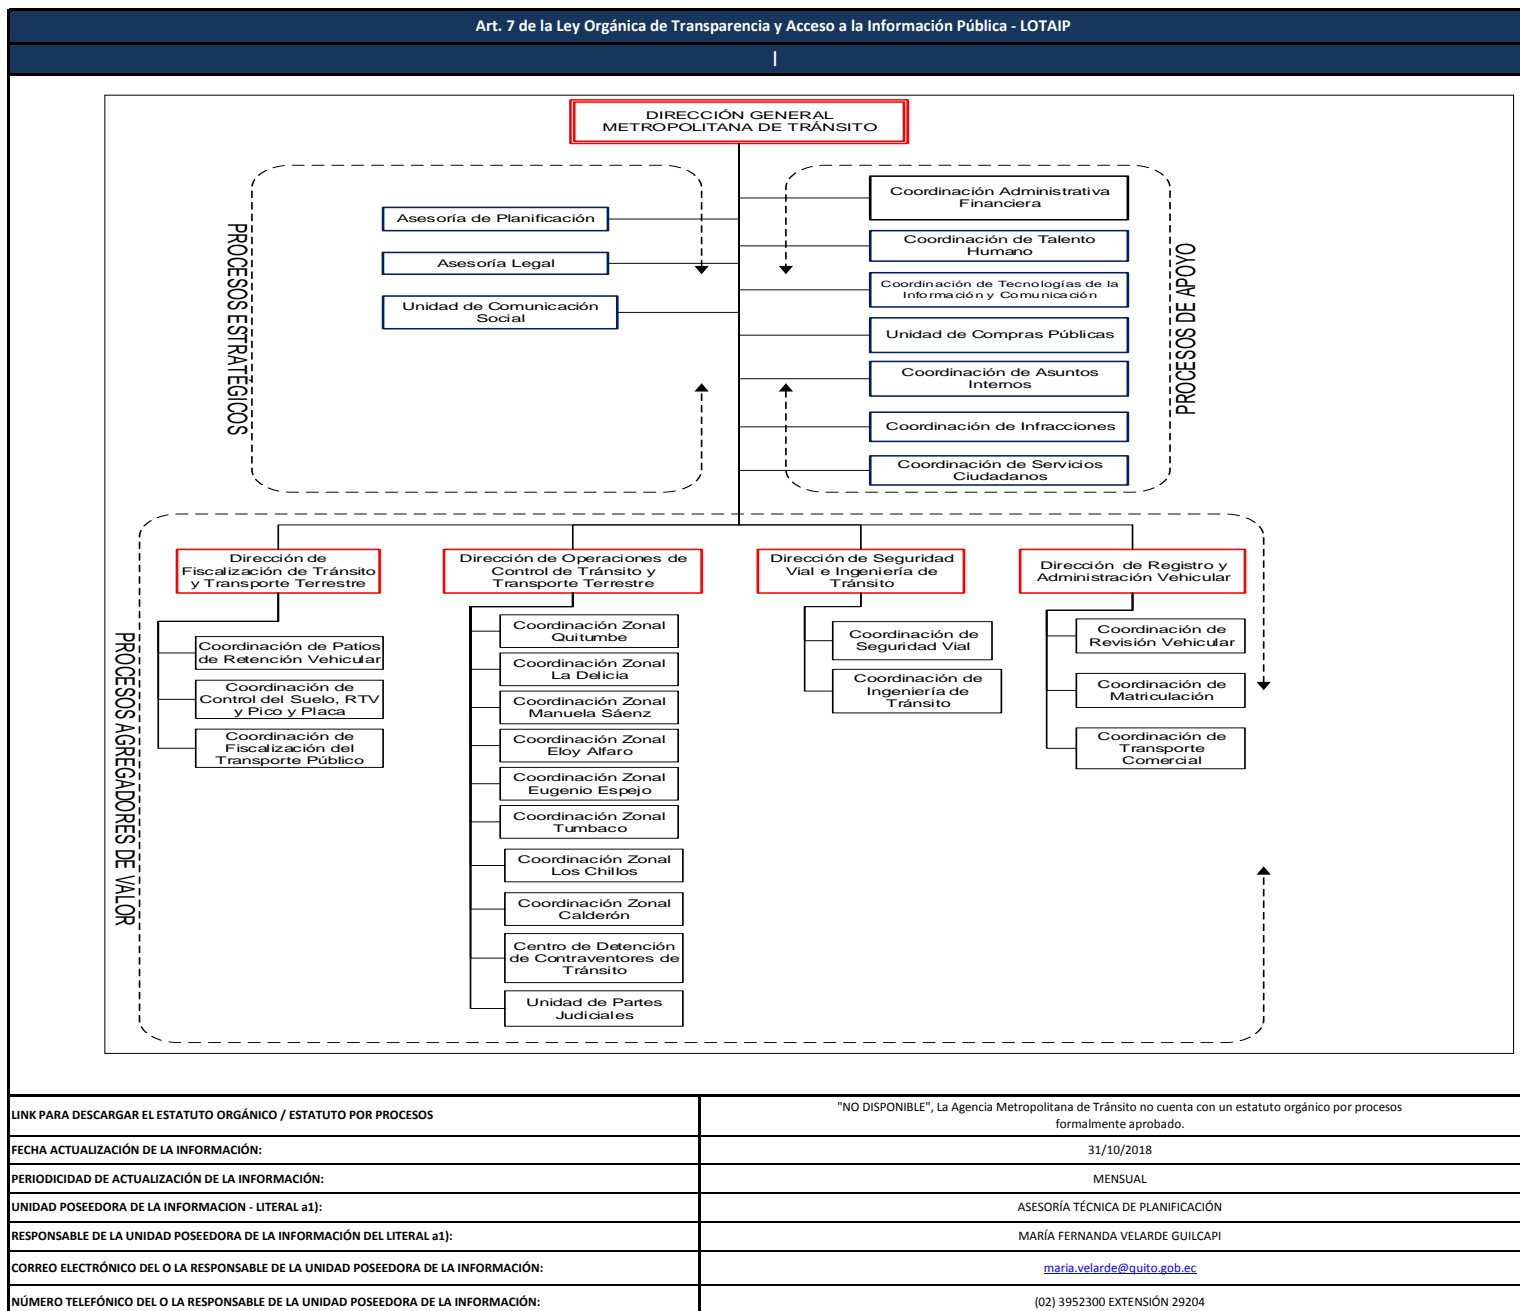 Art. 7 de la Ley Orgánica de Transparencia y Acceso a la Información Pública - LOTAIP
|
DIRECCIÓN GENERAL
METROPOLITANA DE TRÁNSITO
PROCESOS ESTRATÉGICOS
Asesoría de Planificación
Asesoría Legal
Unidad de Comunicación
Social
Coordinación Administrativa
Financiera
Coordinación de Talento
Humano
Coordinación de Tecnologías de la
Información y Comunicación
Unidad de Compras Públicas
Coordinación de Asuntos
Internos
Coordinación de Infracciones
Coordinación de Servicios
Ciudadanos
PROCESOS DE APOYO
PROCESOS AGREGADORES DE VALOR
Dirección de
Fiscalización de Tránsito
y Transporte Terrestre
Coordinación de Patios
de Retención Vehicular
Coordinación de
Control del Suelo, RTV
y Pico y Placa
Coordinación de
Fiscalización del
Transporte Público
Dirección de Operaciones de
Control de Tránsito y
Transporte Terrestre
Coordinación Zonal
Quitumbe
Coordinación Zonal
La Delicia
Coordinación Zonal
Manuela Sáenz
Coordinación Zonal
Eloy Alfaro
Coordinación Zonal
Eugenio Espejo
Coordinación Zonal
Tumbaco
Coordinación Zonal
Los Chillos
Coordinación Zonal
Calderón
Centro de Detención
de Contraventores de
Tránsito
Unidad de Partes
Judiciales
Dirección de Seguridad
Vial e Ingeniería de
Tránsito
Coordinación de
Seguridad Vial
Coordinación de
Ingeniería de
Tránsito
Dirección de Registro y
Administración Vehicular
Coordinación de
Revisión Vehicular
Coordinación de
Matriculación
Coordinación de
Transporte
Comercial
LINK PARA DESCARGAR EL ESTATUTO ORGÁNICO / ESTATUTO POR PROCESOS
"NO DISPONIBLE", La Agencia Metropolitana de Tránsito no cuenta con un estatuto orgánico por procesos
formalmente aprobado.
FECHA ACTUALIZACIÓN DE LA INFORMACIÓN:
31/10/2018
PERIODICIDAD DE ACTUALIZACIÓN DE LA INFORMACIÓN:
MENSUAL
UNIDAD POSEEDORA DE LA INFORMACION - LITERAL a1):
ASESORÍA TÉCNICA DE PLANIFICACIÓN
RESPONSABLE DE LA UNIDAD POSEEDORA DE LA INFORMACIÓN DEL LITERAL a1):
MARÍA FERNANDA VELARDE GUILCAPI
CORREO ELECTRÓNICO DEL O LA RESPONSABLE DE LA UNIDAD POSEEDORA DE LA INFORMACIÓN:
maria.velarde@quito.gob.ec
NÚMERO TELEFÓNICO DEL O LA RESPONSABLE DE LA UNIDAD POSEEDORA DE LA INFORMACIÓN:
(02) 3952300 EXTENSIÓN 29204